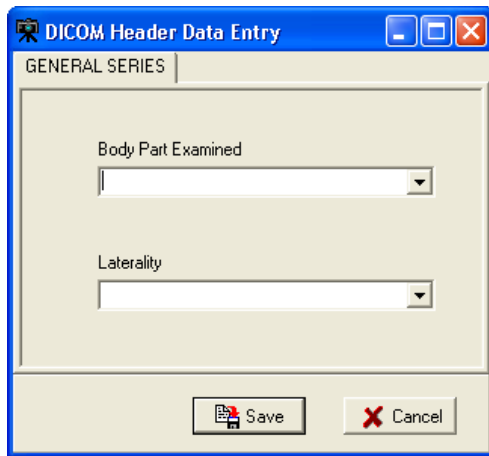 DICOM Header Data Entry
GENERAL SERIES
Body Part Examined
Laterality
Save
Cancel